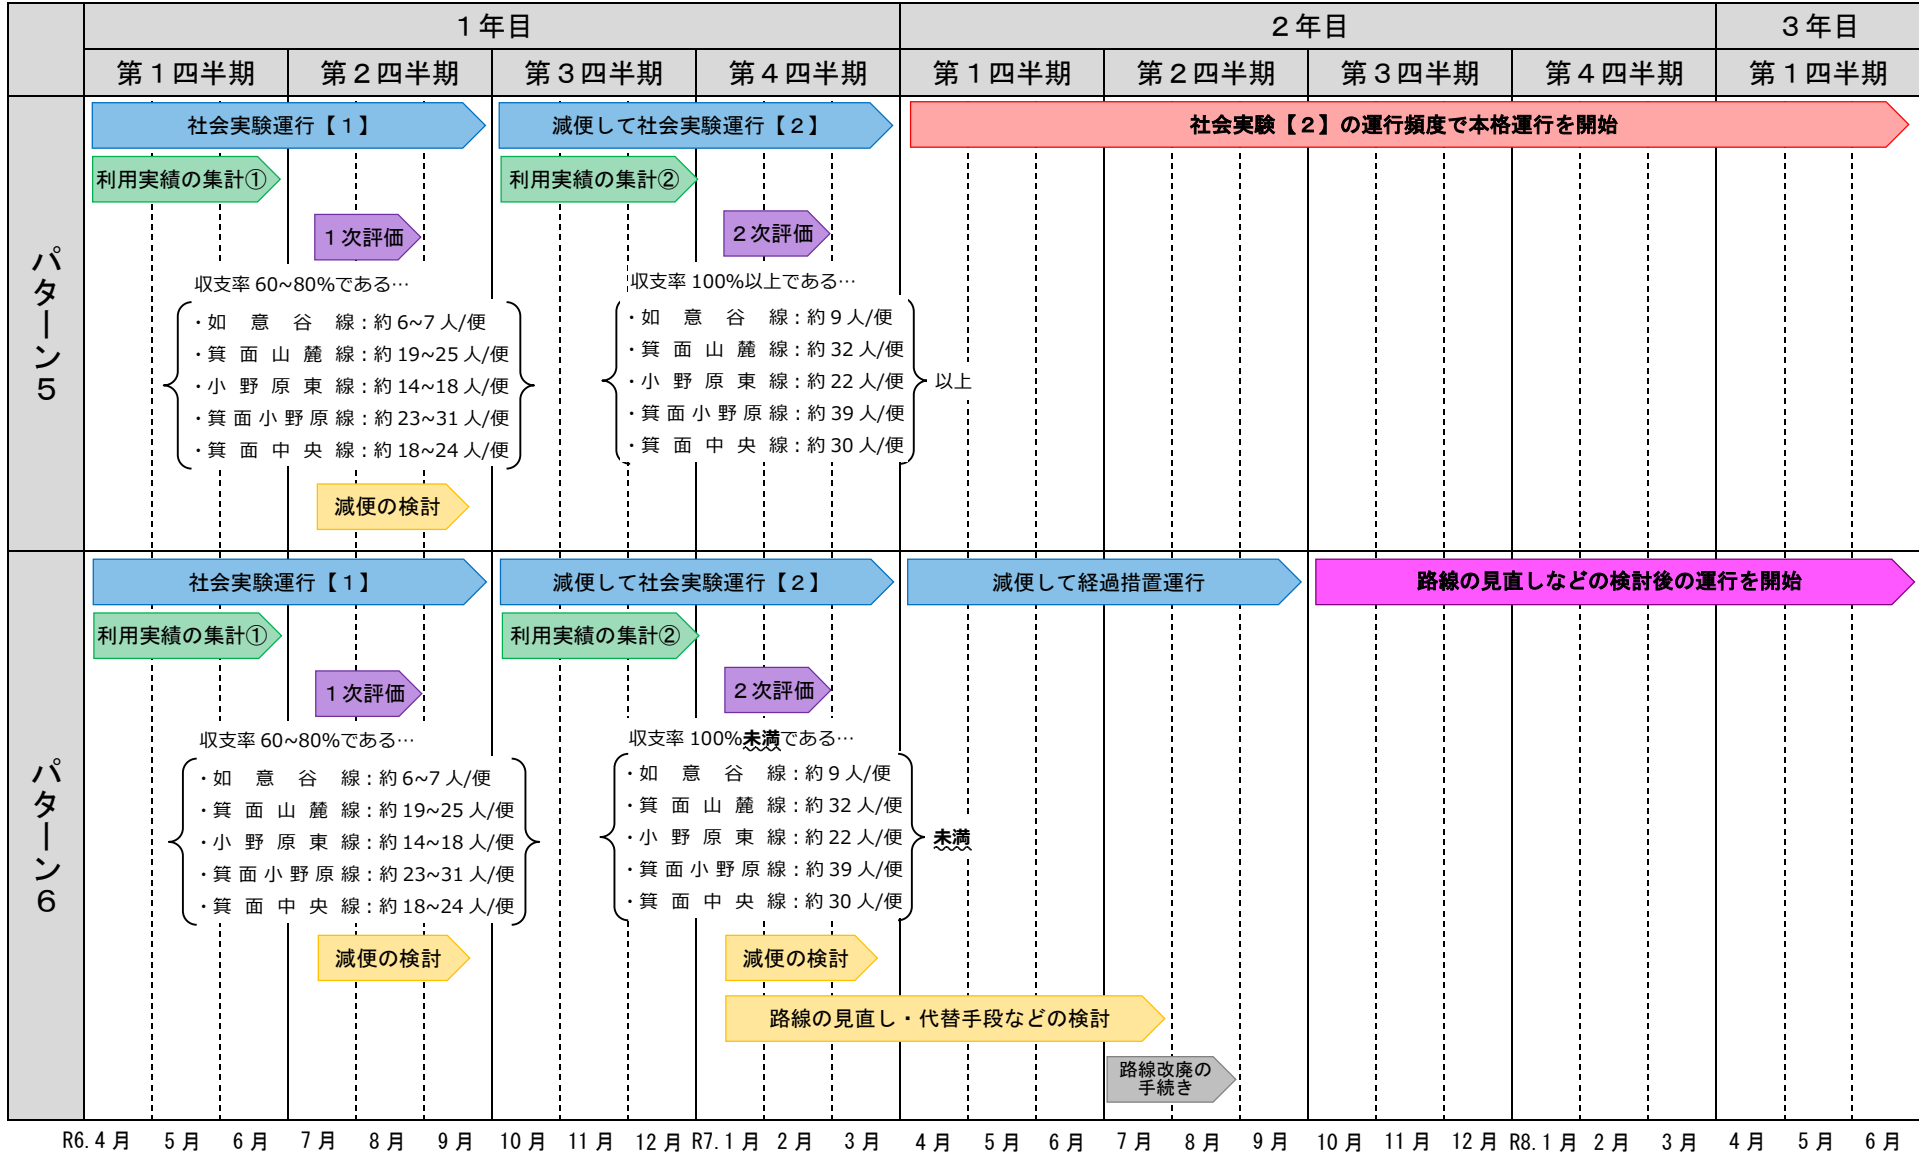 １年目 ２年目 ３年目
第１四半期 第２四半期 第３四半期 第４四半期 第１四半期 第２四半期 第３四半期 第４四半期 第１四半期
パターン５
社会実験運行【１】 減便して社会実験運行【２】 社会実験【２】の運行頻度で本格運行を開始
利用実績の集計① 利用実績の集計②
１次評価 ２次評価
収支率 60~80%である…
・如意谷線：約 6~7 人/便
・箕面山麓線：約 19~25 人/便
・小野原東線：約 14~18 人/便
・箕面小野原線：約 23~31 人/便
・箕面中央線：約 18~24 人/便
収支率 100%以上である…
・如意谷線：約 9 人/便
・箕面山麓線：約 32 人/便
・小野原東線：約 22 人/便
・箕面小野原線：約 39 人/便
・箕面中央線：約 30 人/便
以上
減便の検討
パターン６
社会実験運行【１】 減便して社会実験運行【２】 減便して経過措置運行 路線の見直しなどの検討後の運行を開始
利用実績の集計① 利用実績の集計②
１次評価 ２次評価
収支率 60~80%である…
・如意谷線：約 6~7 人/便
・箕面山麓線：約 19~25 人/便
・小野原東線：約 14~18 人/便
・箕面小野原線：約 23~31 人/便
・箕面中央線：約 18~24 人/便
収支率 100%未満である…
・如意谷線：約 9 人/便
・箕面山麓線：約 32 人/便
・小野原東線：約 22 人/便
・箕面小野原線：約 39 人/便
・箕面中央線：約 30 人/便
未満
減便の検討 減便の検討
路線の見直し・代替手段などの検討
路線改廃の
手続き
R6.4月 5月 6月 7月 8月 9月 10月 11月 12月 R7.1月 2月 3月 4月 5月 6月 7月 8月 9月 10月 11月 12月 R8.1月 2月 3月 4月 5月 6月